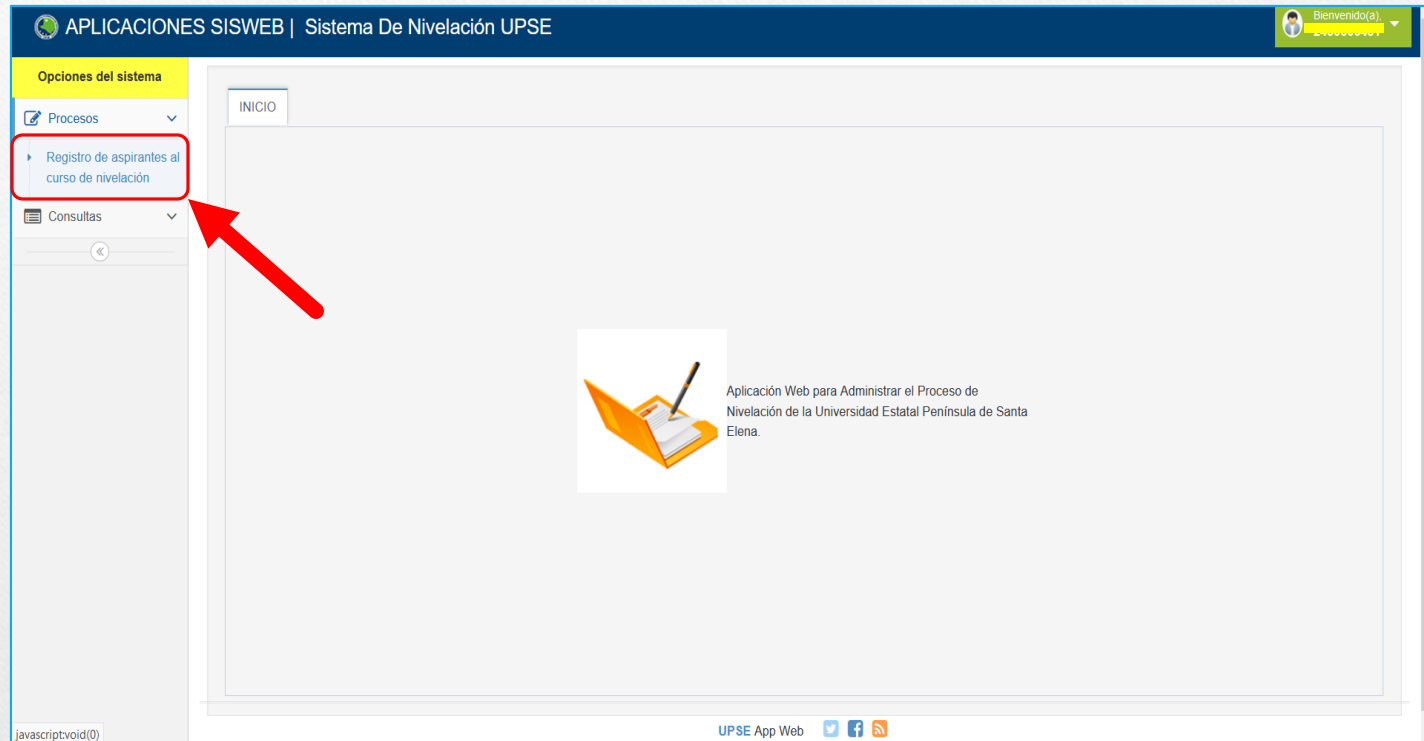 APLICACIONES SISWEB | Sistema De Nivelación UPSE
Bienvenido(a),
Opciones del sistema
Procesos
Registro de aspirantes al
curso de nivelación
Consultas
INICIO
Aplicación Web para Administrar el Proceso de
Nivelación de la Universidad Estatal Península de Santa
Elena.
UPSE App Web
javascript:void(0)